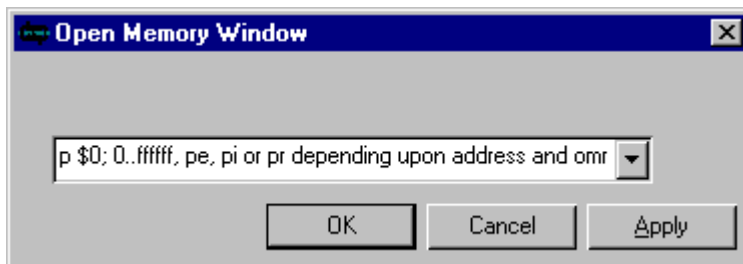 Open Memory Window
p $0; 0..ffffff, pe, pi or pr depending upon address and omr
OK Cancel Apply